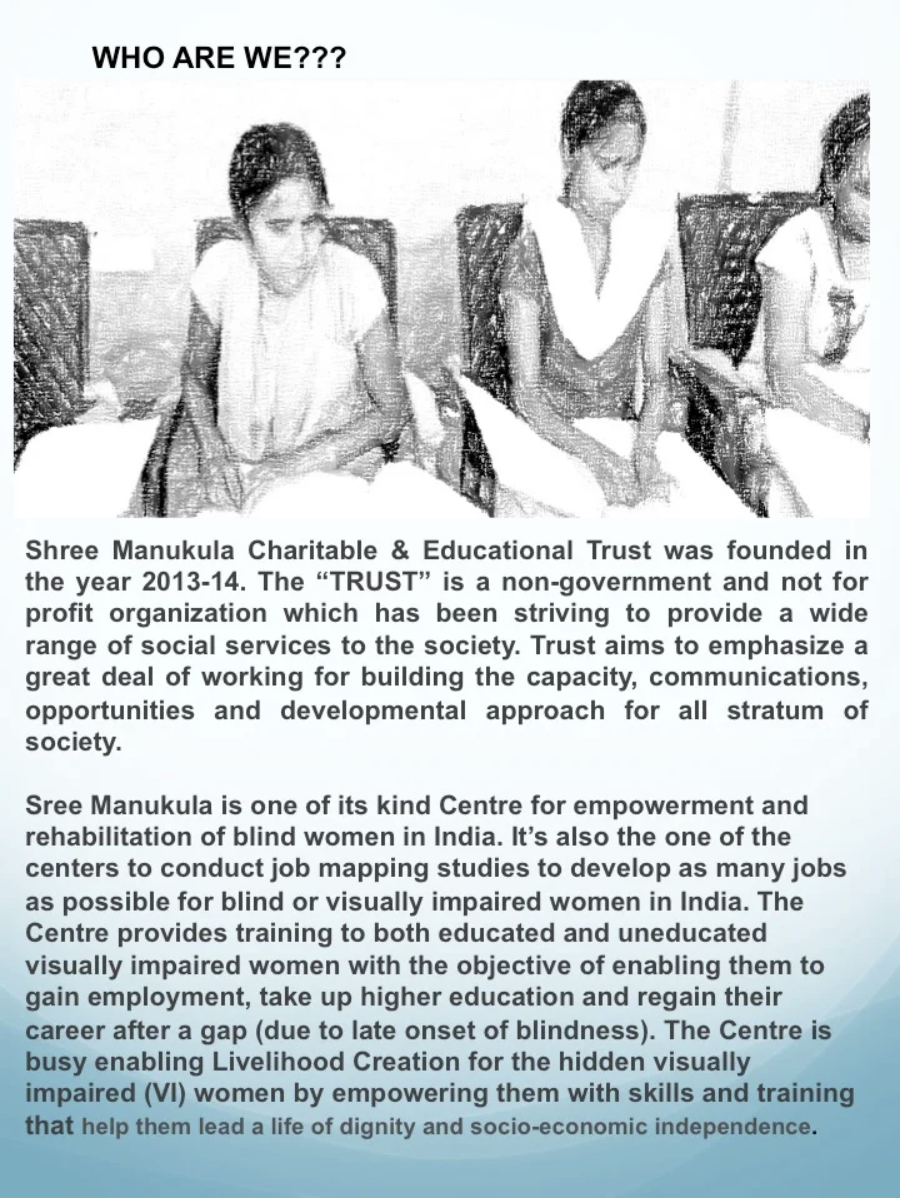 WHO ARE WE???
Shree Manukula Charitable & Educational Trust was founded in
the year 2013-14. The “TRUST” is a non-government and not for
profit organization which has been striving to provide a wide
range of social services to the society. Trust aims to emphasize a
great deal of working for building the capacity, communications,
opportunities and developmental approach for all stratum of
society.
Sree Manukula is one of its kind Centre for empowerment and
rehabilitation of blind women in India. It’s also the one of the
centers to conduct job mapping studies to develop as many jobs
as possible for blind or visually impaired women in India. The
Centre provides training to both educated and uneducated
visually impaired women with the objective of enabling them to
gain employment, take up higher education and regain their
career after a gap (due to late onset of blindness). The Centre is
busy enabling Livelihood Creation for the hidden visually
impaired (VI) women by empowering them with skills and training
that help them lead a life of dignity and socio-economic independence.